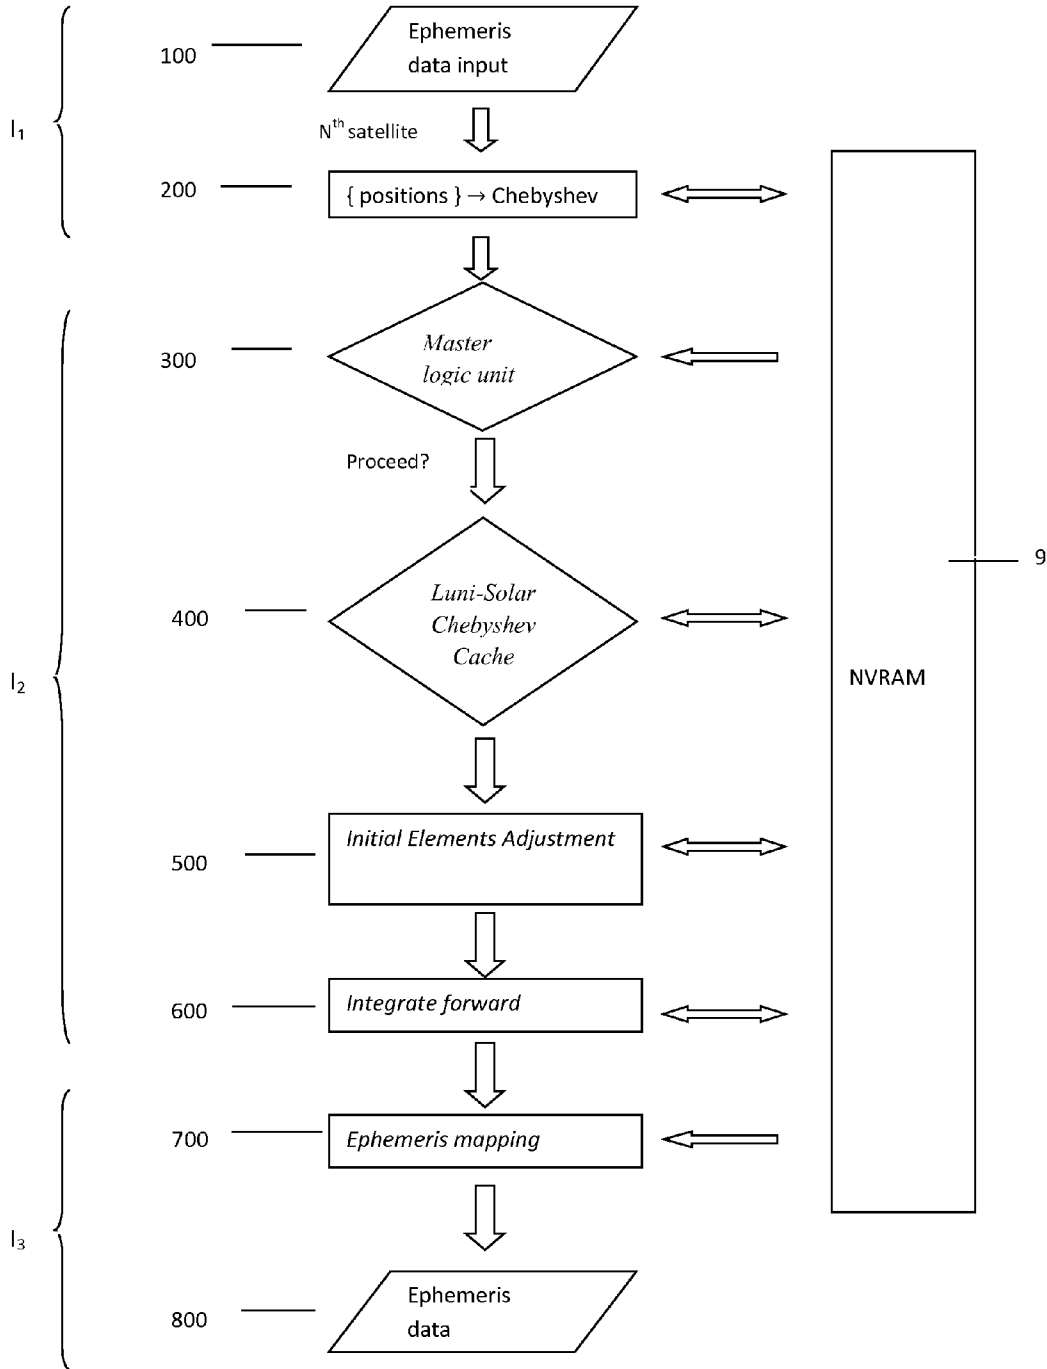 Ephemeris
data input
100
I₁
Nᵗʰ satellite
200
{ positions } → Chebyshev
300
Master
logic unit
Proceed?
9
400
Luni-Solar
Chebyshev
Cache
I₂
NVRAM
500
Initial Elements Adjustment
600
Integrate forward
700
Ephemeris mapping
I₃
800
Ephemeris
data